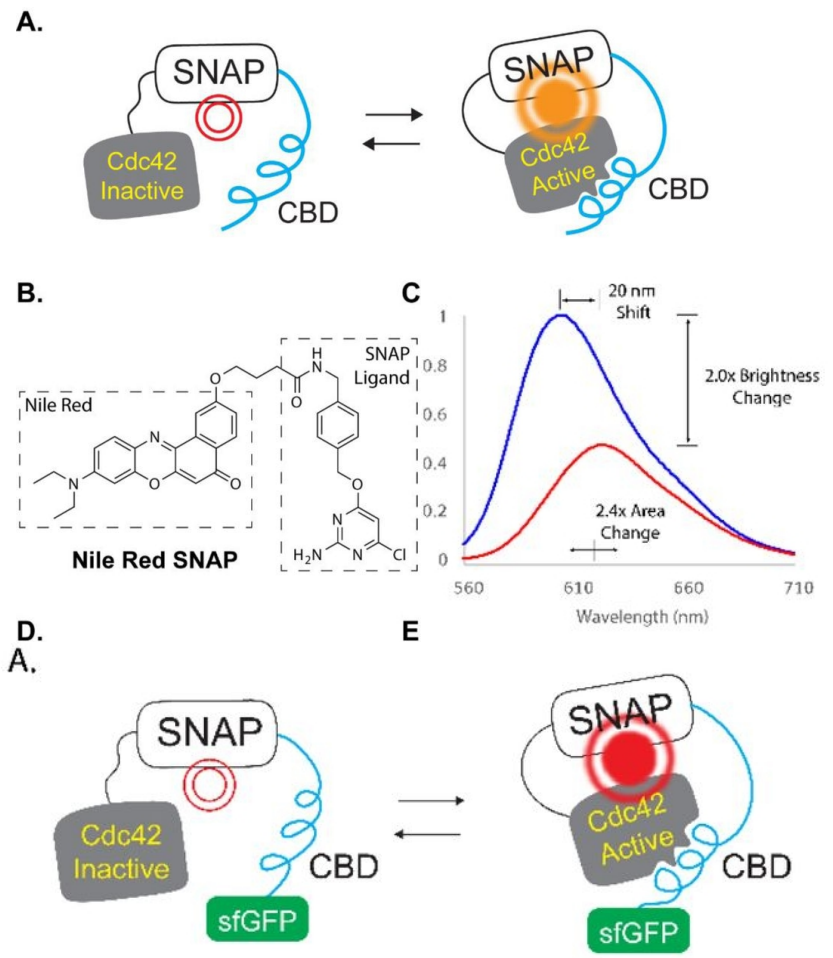 A.
SNAP
Cdc42
Inactive
CBD
SNAP
Cdc42
Active
CBD
B.
Nile Red
O
O
H
N
SNAP
Ligand
N
N
O
O
O
N
N
H₂N
N
Cl
Nile Red SNAP
C
20 nm
Shift
2.0x Brightness
Change
2.4x Area
Change
1
0.8
0.6
0.4
0.2
0
560
610
660
710
Wavelength (nm)
D.
A.
SNAP
Cdc42
Inactive
CBD
sfGFP
E
SNAP
Cdc42
Active
CBD
sfGFP